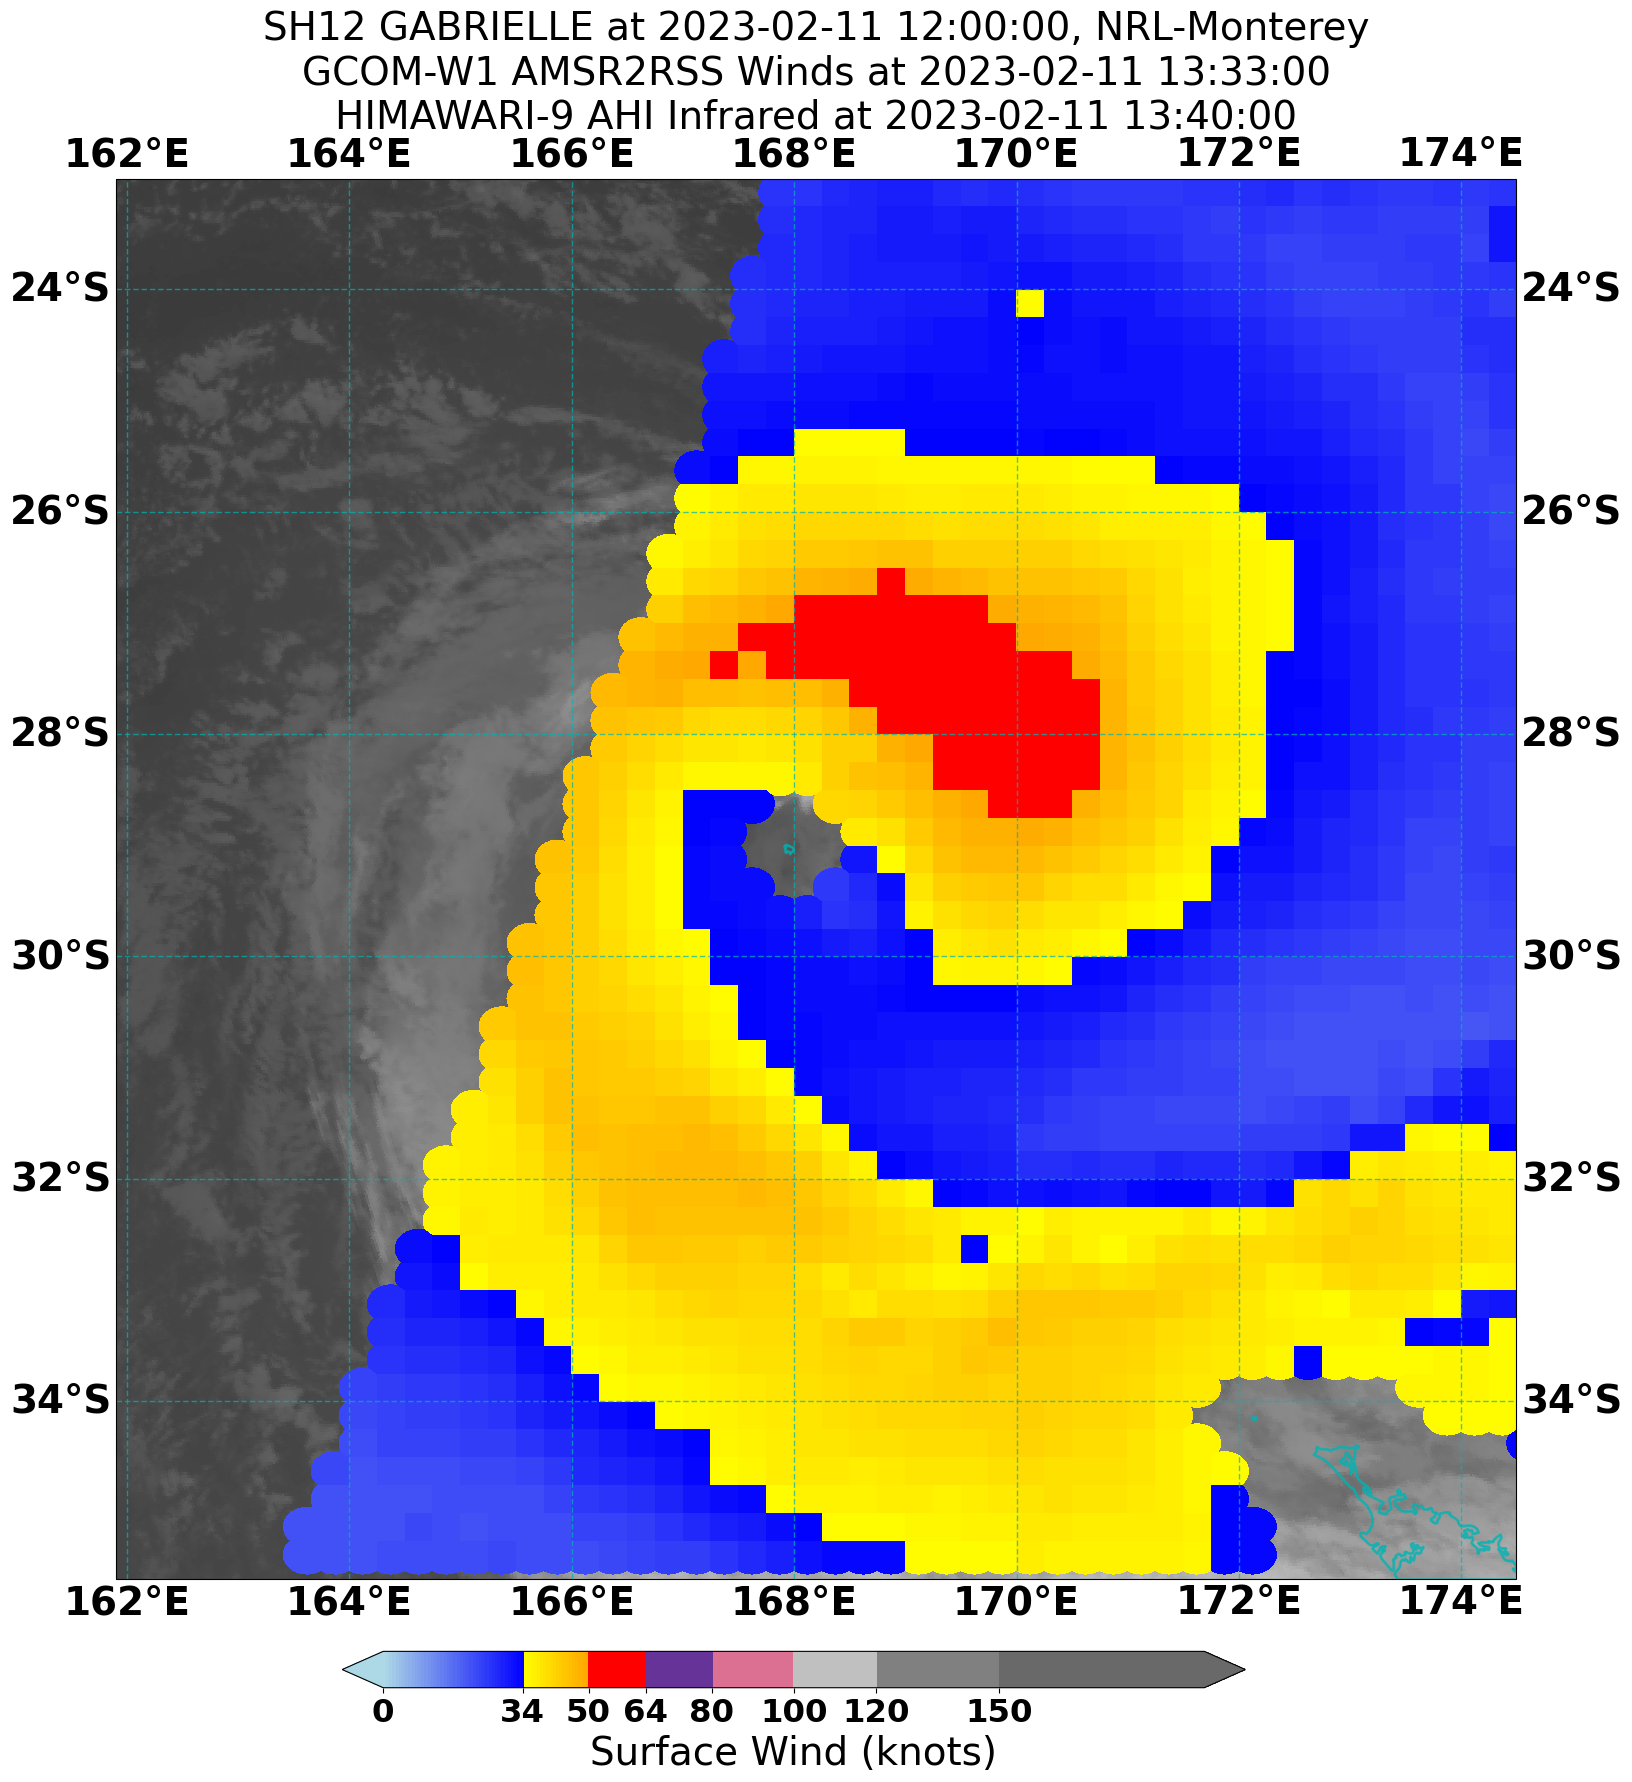 SH12 GABRIELLE at 2023-02-11 12:00:00, NRL-Monterey
GCOM-W1 AMSR2RSS Winds at 2023-02-11 13:33:00
HIMAWARI-9 AHI Infrared at 2023-02-11 13:40:00
162°E 164°E 166°E 168°E 170°E 172°E 174°E
24°S 24°S
26°S 26°S
28°S 28°S
30°S 30°S
32°S 32°S
34°S 34°S
162°E 164°E 166°E 168°E 170°E 172°E 174°E
0 34 50 64 80 100 120 150
Surface Wind (knots)